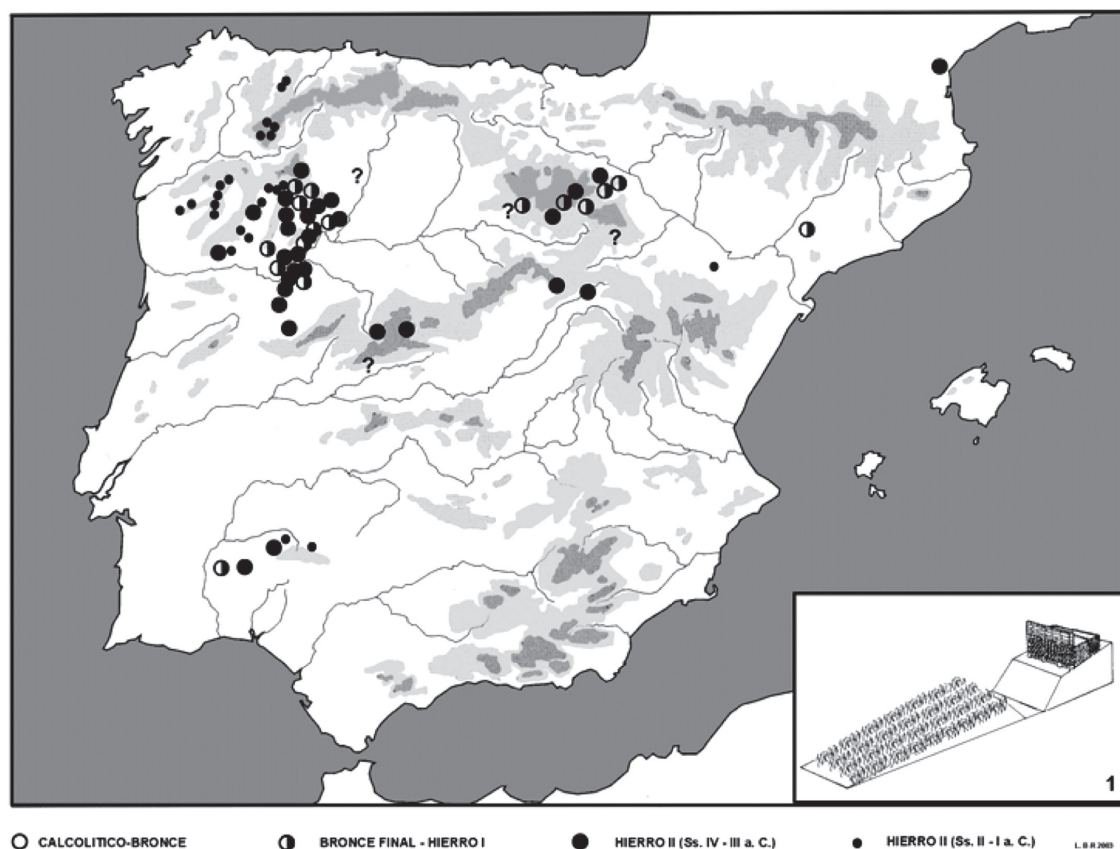 ?
?
?
?
1
CALCOLITICO-BRONCE
BRONCE FINAL - HIERRO I
HIERRO II (Ss. IV - III a. C.)
HIERRO II (Ss. II - I a. C.)
L. B R 2003